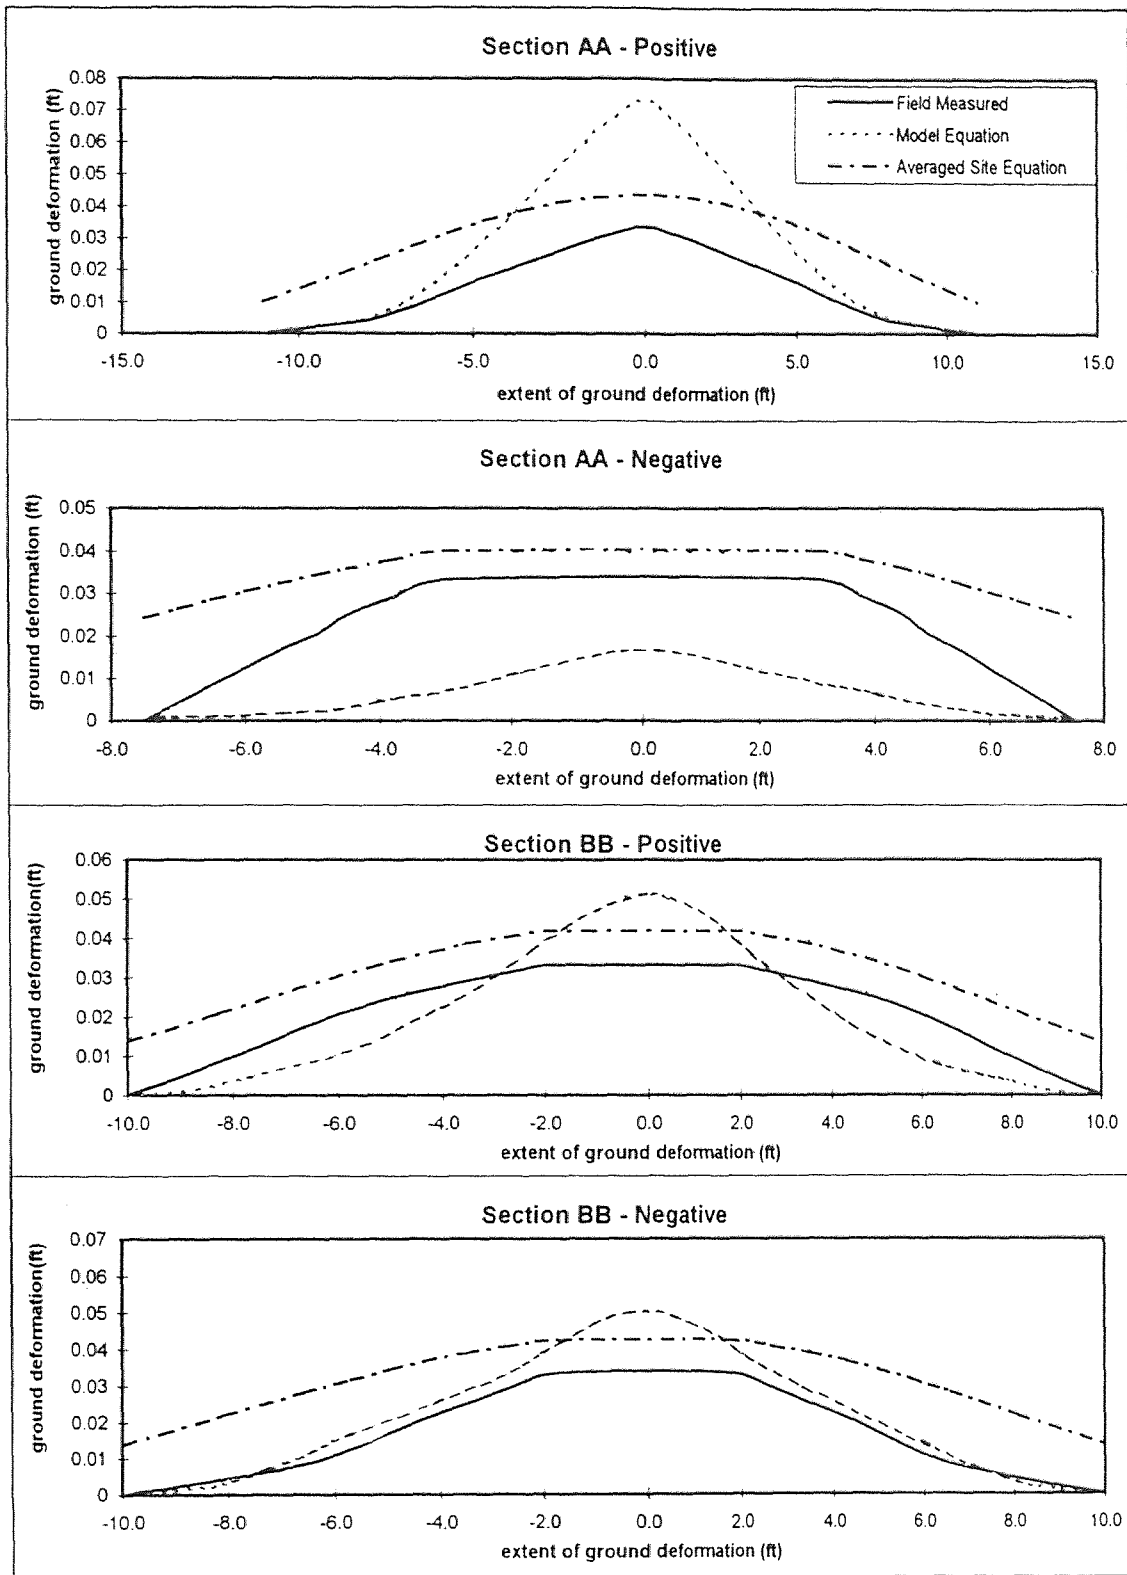 Section AA - Positive
ground deformation (ft)
0.08
0.07
0.06
0.05
0.04
0.03
0.02
0.01
0
Field Measured
Model Equation
Averaged Site Equation
-15.0 -10.0 -5.0 0.0 5.0 10.0 15.0
extent of ground deformation (ft)
Section AA - Negative
ground deformation (ft)
0.05
0.04
0.03
0.02
0.01
0
-8.0 -6.0 -4.0 -2.0 0.0 2.0 4.0 6.0 8.0
extent of ground deformation (ft)
Section BB - Positive
ground deformation(ft)
0.06
0.05
0.04
0.03
0.02
0.01
0
-10.0 -8.0 -6.0 -4.0 -2.0 0.0 2.0 4.0 6.0 8.0 10.0
extent of ground deformation (ft)
Section BB - Negative
ground deformation(ft)
0.07
0.06
0.05
0.04
0.03
0.02
0.01
0
-10.0 -8.0 -6.0 -4.0 -2.0 0.0 2.0 4.0 6.0 8.0 10.0
extent of ground deformation (ft)